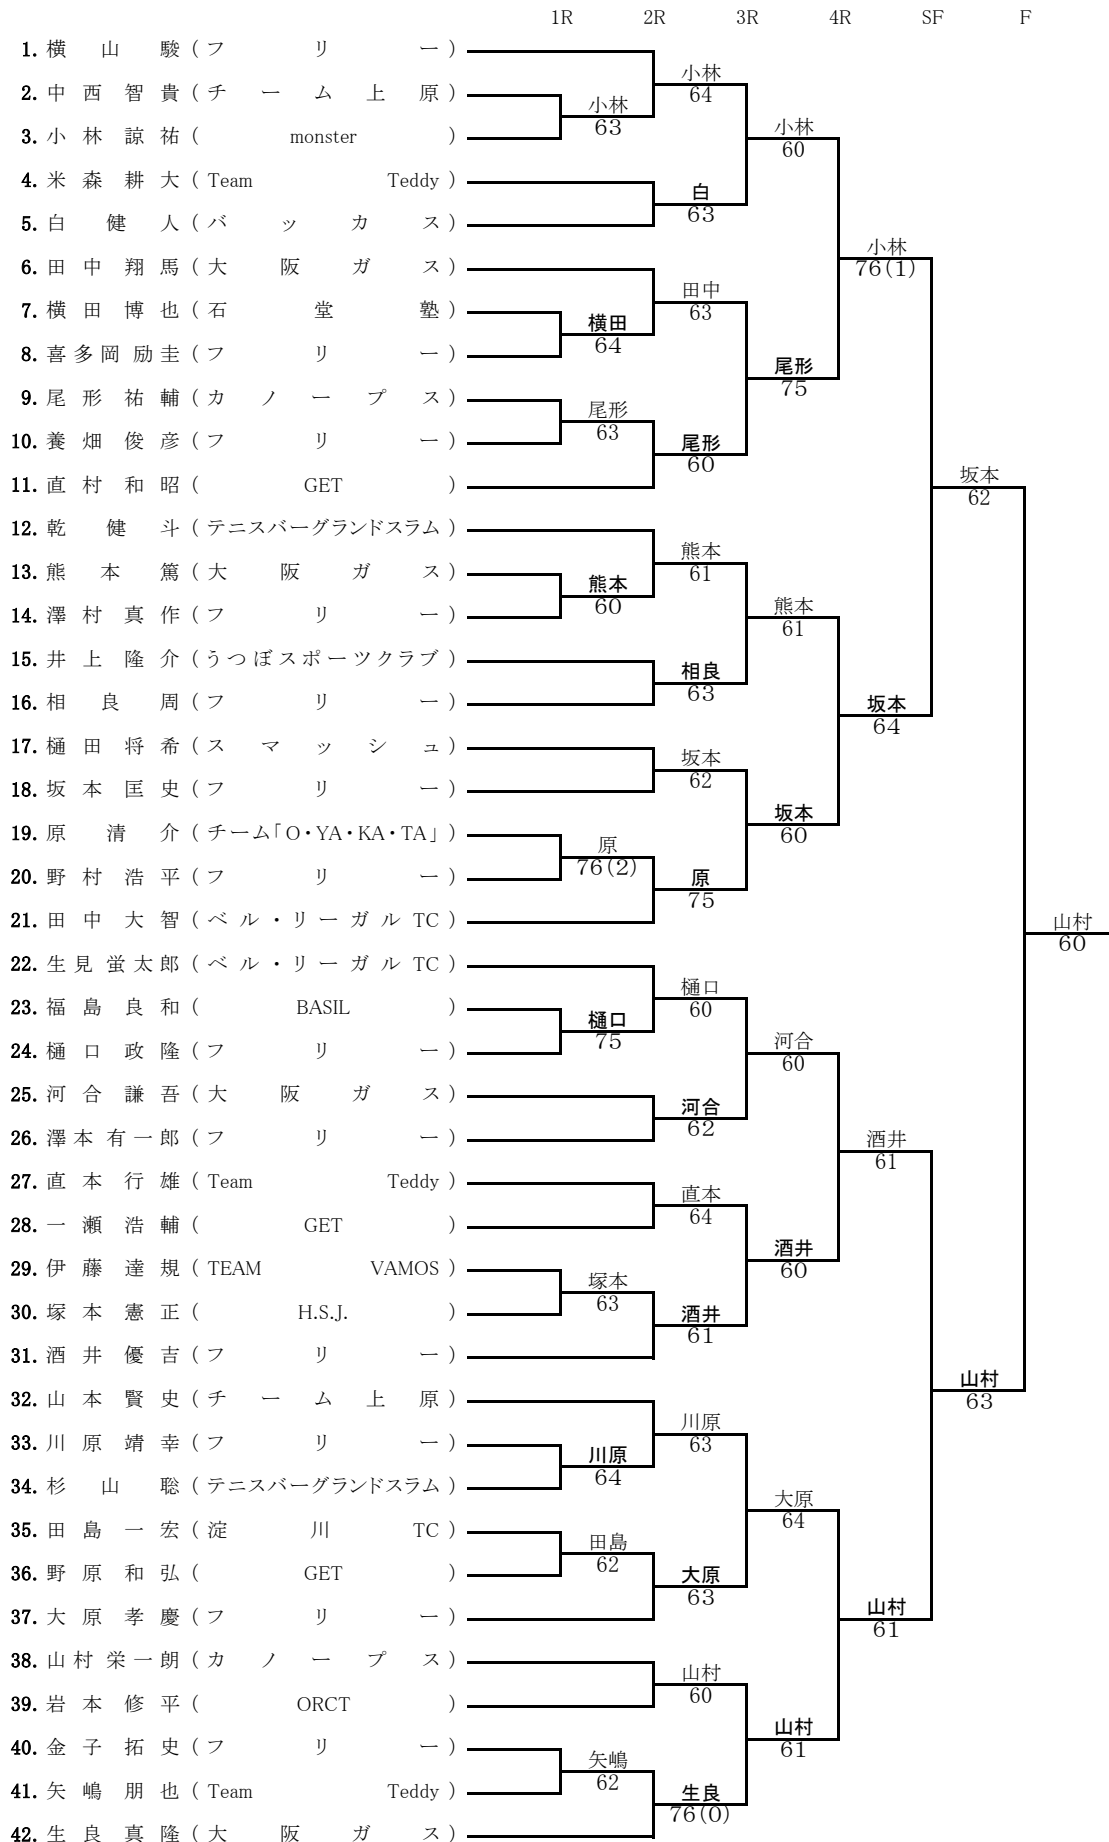 1R 2R 3R 4R SF F
1. 横 山 駿 ( フ リ ー )
小林
64
2. 中 西 智 貴 ( チ ー ム 上 原 )
小林
63
小林
60
3. 小 林 諒 祐 ( monster )
4. 米 森 耕 大 ( Team Teddy )
白
63
5. 白 健 人 ( バ ッ カ ス )
小林
76(1)
6. 田 中 翔 馬 ( 大 阪 ガ ス )
田中
63
7. 横 田 博 也 ( 石 堂 塾 )
横田
64
8. 喜 多 岡 励 圭 ( フ リ ー )
尾形
75
9. 尾 形 祐 輔 ( カ ノ ー プ ス )
尾形
63
10. 養 畑 俊 彦 ( フ リ ー )
尾形
60
11. 直 村 和 昭 ( GET )
坂本
62
12. 乾 健 斗 ( テニスバーグランドスラム )
熊本
61
13. 熊 本 篤 ( 大 阪 ガ ス )
熊本
60
14. 澤 村 真 作 ( フ リ ー )
熊本
61
15. 井 上 隆 介 ( うつぼスポーツクラブ )
相良
63
16. 相 良 周 ( フ リ ー )
坂本
64
17. 樋 田 将 希 ( ス マ ッ シ ュ )
坂本
62
18. 坂 本 匡 史 ( フ リ ー )
坂本
60
19. 原 清 介 ( チーム「O・YA・KA・TA」 )
原
76(2)
20. 野 村 浩 平 ( フ リ ー )
原
75
21. 田 中 大 智 ( ベ ル ・ リ ー ガ ル TC )
山村
60
22. 生 見 蛍 太 郎 ( ベ ル ・ リ ー ガ ル TC )
樋口
60
23. 福 島 良 和 ( BASIL )
樋口
75
24. 樋 口 政 隆 ( フ リ ー )
河合
60
25. 河 合 謙 吾 ( 大 阪 ガ ス )
河合
62
26. 澤 本 有 一 郎 ( フ リ ー )
酒井
61
27. 直 本 行 雄 ( Team Teddy )
直本
64
28. 一 瀬 浩 輔 ( GET )
酒井
60
29. 伊 藤 達 規 ( TEAM VAMOS )
塚本
63
30. 塚 本 憲 正 ( H.S.J. )
酒井
61
31. 酒 井 優 吉 ( フ リ ー )
山村
63
32. 山 本 賢 史 ( チ ー ム 上 原 )
川原
63
33. 川 原 靖 幸 ( フ リ ー )
川原
64
34. 杉 山 聡 ( テニスバーグランドスラム )
大原
64
35. 田 島 一 宏 ( 淀 川 TC )
田島
62
36. 野 原 和 弘 ( GET )
大原
63
37. 大 原 孝 慶 ( フ リ ー )
山村
61
38. 山 村 栄 一 朗 ( カ ノ ー プ ス )
山村
60
39. 岩 本 修 平 ( ORCT )
山村
61
40. 金 子 拓 史 ( フ リ ー )
矢嶋
62
41. 矢 嶋 朋 也 ( Team Teddy )
生良
76(0)
42. 生 良 真 隆 ( 大 阪 ガ ス )